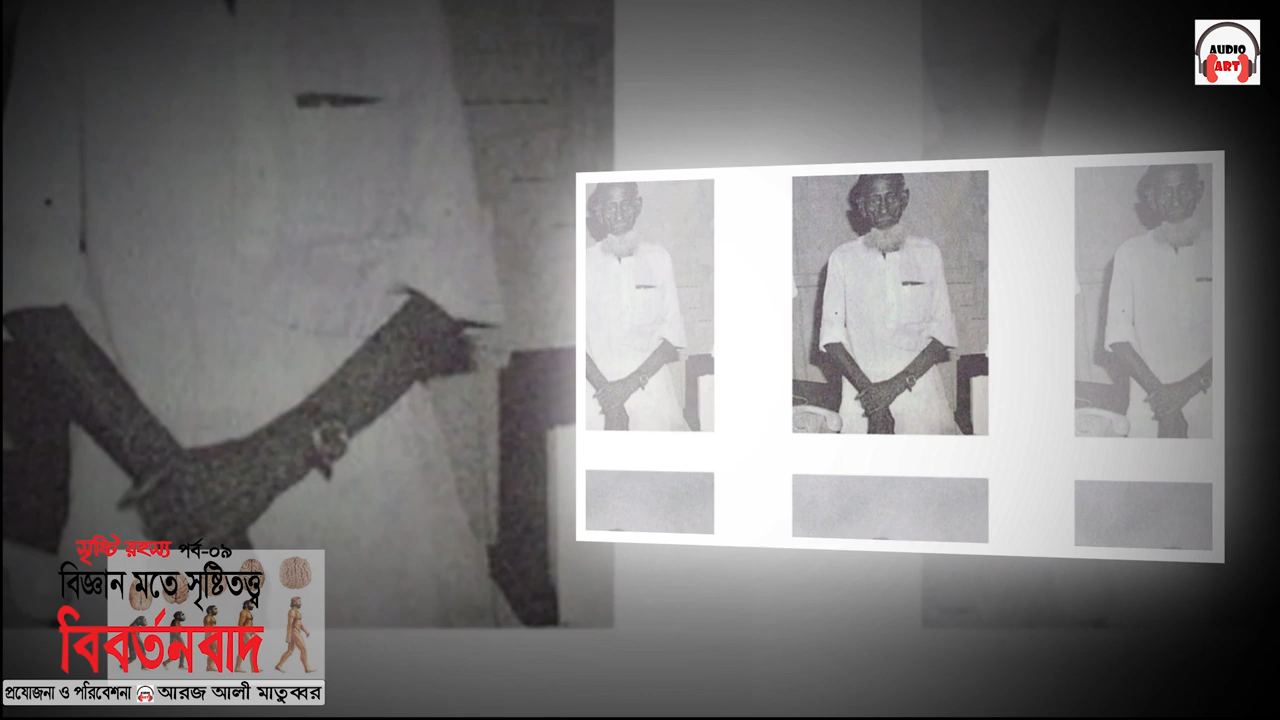 AUDIO
ART
সৃষ্টি রহস্য পর্ব-০৯
বিজ্ঞান মতে সৃষ্টিতত্ত্ব
বিবর্তনবাদ
প্রযোজনা ও পরিবেশনা আরজ আলী মাতুব্বর